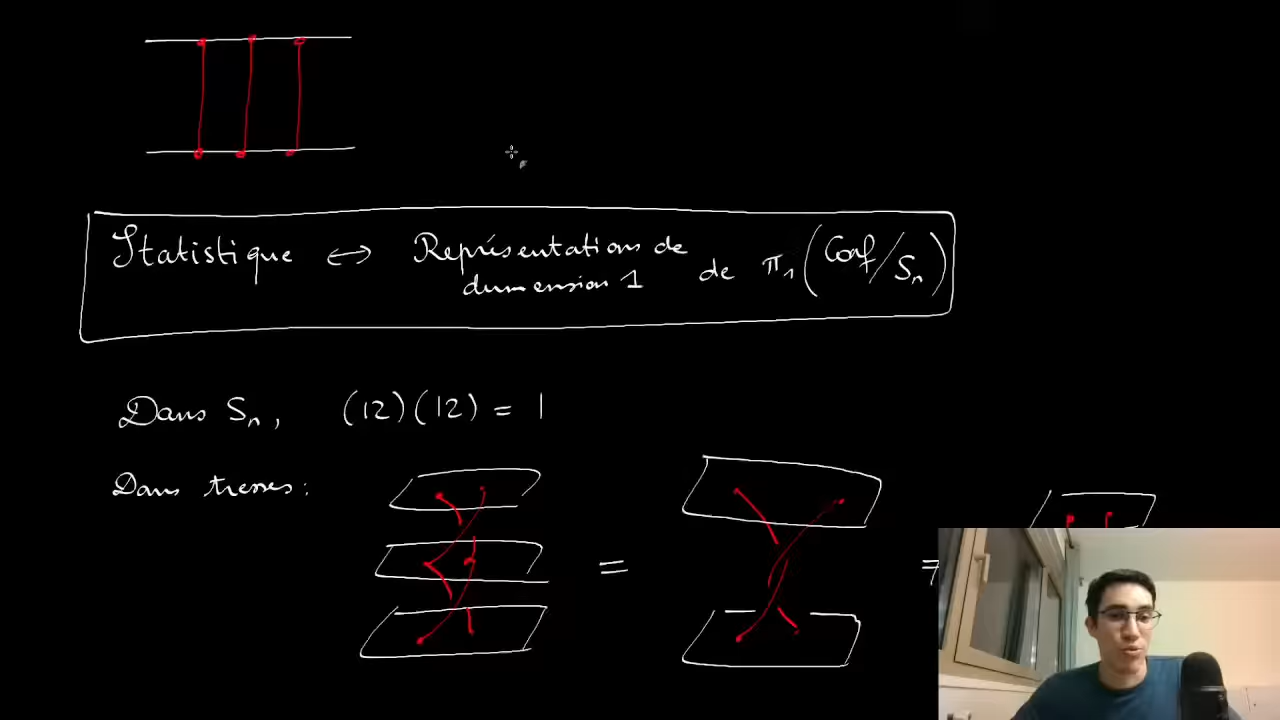 Statistique ↔ Représentations de dimension 1 de π₁(Conf/Sₙ)
Dans Sₙ, (12)(12) = 1
Dans tresses :
= =